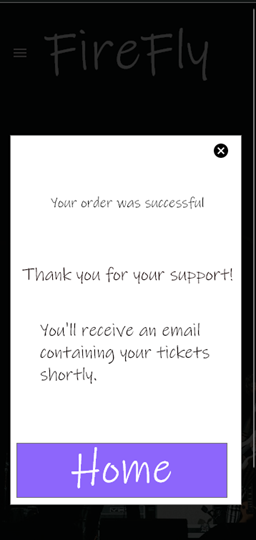 FireFly
Your order was successful
Thank you for your support!
You'll receive an email
containing your tickets
shortly.
Home